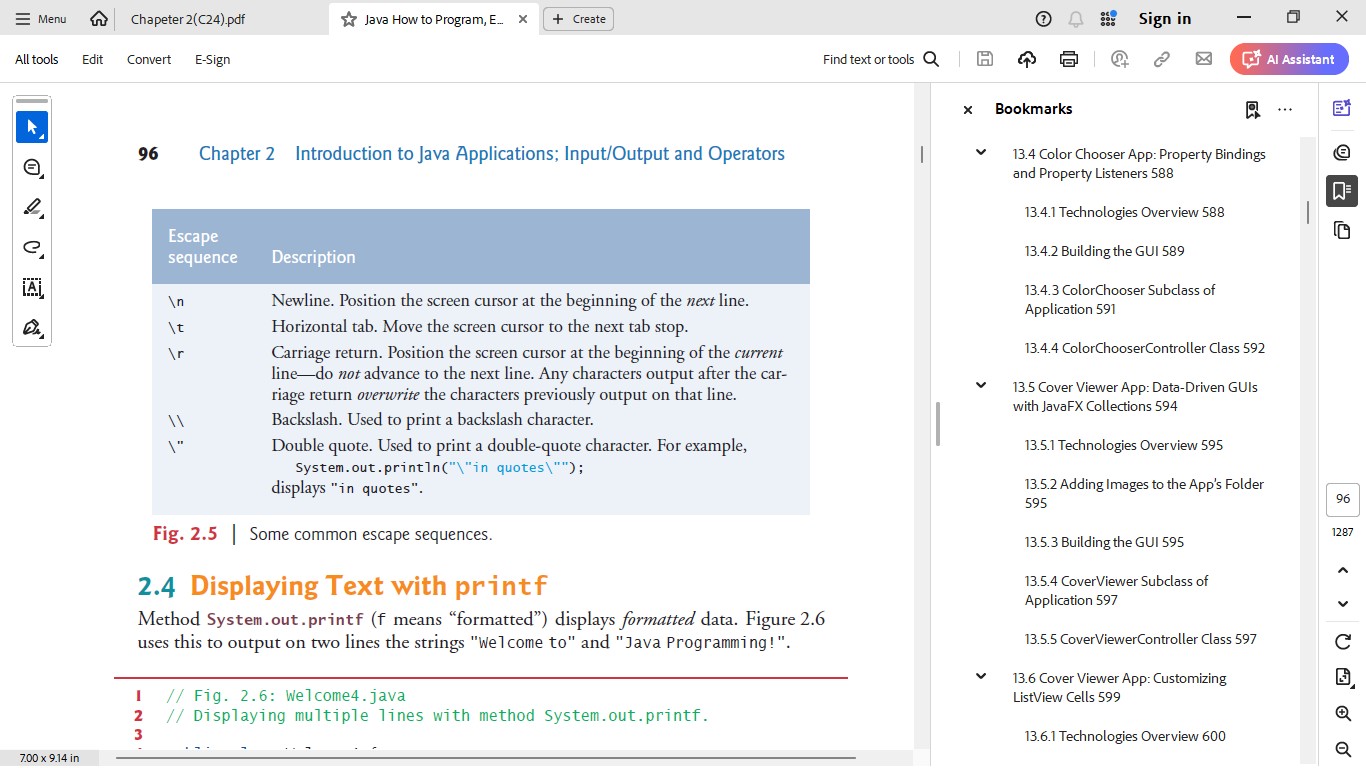 Menu
Chapeter 2(C24).pdf
Java How to Program, E...
Create
Sign in
All tools
Edit
Convert
E-Sign
Find text or tools
AI Assistant
96 Chapter 2 Introduction to Java Applications; Input/Output and Operators
Escape
sequence Description
\n Newline. Position the screen cursor at the beginning of the next line.
\t Horizontal tab. Move the screen cursor to the next tab stop.
\r Carriage return. Position the screen cursor at the beginning of the current
line—do not advance to the next line. Any characters output after the car-
riage return overwrite the characters previously output on that line.
\\ Backslash. Used to print a backslash character.
\" Double quote. Used to print a double-quote character. For example,
System.out.println("\"in quotes\"");
displays "in quotes".
Fig. 2.5 | Some common escape sequences.
2.4 Displaying Text with printf
Method System.out.printf (f means “formatted”) displays formatted data. Figure 2.6
uses this to output on two lines the strings "Welcome to" and "Java Programming!".
1 // Fig. 2.6: Welcome4.java
2 // Displaying multiple lines with method System.out.printf.
3
7.00 x 9.14 in
Bookmarks
13.4 Color Chooser App: Property Bindings
and Property Listeners 588
13.4.1 Technologies Overview 588
13.4.2 Building the GUI 589
13.4.3 ColorChooser Subclass of
Application 591
13.4.4 ColorChooserController Class 592
13.5 Cover Viewer App: Data-Driven GUIs
with JavaFX Collections 594
13.5.1 Technologies Overview 595
13.5.2 Adding Images to the App’s Folder
595
13.5.3 Building the GUI 595
13.5.4 CoverViewer Subclass of
Application 597
13.5.5 CoverViewerController Class 597
13.6 Cover Viewer App: Customizing
ListView Cells 599
13.6.1 Technologies Overview 600
96
1287